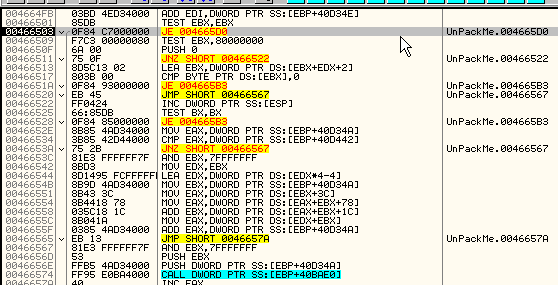 004664FB 03BD 4ED34000 ADD EDI,DWORD PTR SS:[EBP+40D34E]
00466501 85DB TEST EBX,EBX
00466503 0F84 C7000000 JE 004665D0 UnPackMe.004665D0
00466509 F7C3 00000080 TEST EBX,80000000
0046650F 6A 00 PUSH 0
00466511 75 0F JNZ SHORT 00466522 UnPackMe.00466522
00466513 8D5C13 02 LEA EBX,DWORD PTR DS:[EBX+EDX+2]
00466517 803B 00 CMP BYTE PTR DS:[EBX],0
0046651A 0F84 93000000 JE 004665B3 UnPackMe.004665B3
00466520 EB 45 JMP SHORT 00466567 UnPackMe.00466567
00466522 FF0424 INC DWORD PTR SS:[ESP]
00466525 66:85DB TEST BX,BX
00466528 0F84 85000000 JE 004665B3 UnPackMe.004665B3
0046652E 8B85 4AD34000 MOV EAX,DWORD PTR SS:[EBP+40D34A]
00466534 3B85 42D44000 CMP EAX,DWORD PTR SS:[EBP+40D442]
0046653A 75 2B JNZ SHORT 00466567 UnPackMe.00466567
0046653C 81E3 FFFFFF7F AND EBX,7FFFFFFF
00466542 8BD3 MOV EDX,EBX
00466544 8D1495 FCFFFFFF LEA EDX,DWORD PTR DS:[EDX*4-4]
0046654B 8B9D 4AD34000 MOV EBX,DWORD PTR SS:[EBP+40D34A]
00466551 8B43 3C MOV EAX,DWORD PTR DS:[EBX+3C]
00466554 8B4418 78 MOV EAX,DWORD PTR DS:[EAX+EBX+78]
00466558 035C18 1C ADD EBX,DWORD PTR DS:[EAX+EBX+1C]
0046655C 8B041A MOV EAX,DWORD PTR DS:[EDX+EBX]
0046655F 0385 4AD34000 ADD EAX,DWORD PTR SS:[EBP+40D34A]
00466565 EB 13 JMP SHORT 0046657A UnPackMe.0046657A
00466567 81E3 FFFFFF7F AND EBX,7FFFFFFF
0046656D 53 PUSH EBX
0046656E FFB5 4AD34000 PUSH DWORD PTR SS:[EBP+40D34A]
00466574 FF95 E0BA4000 CALL DWORD PTR SS:[EBP+40BAE0]